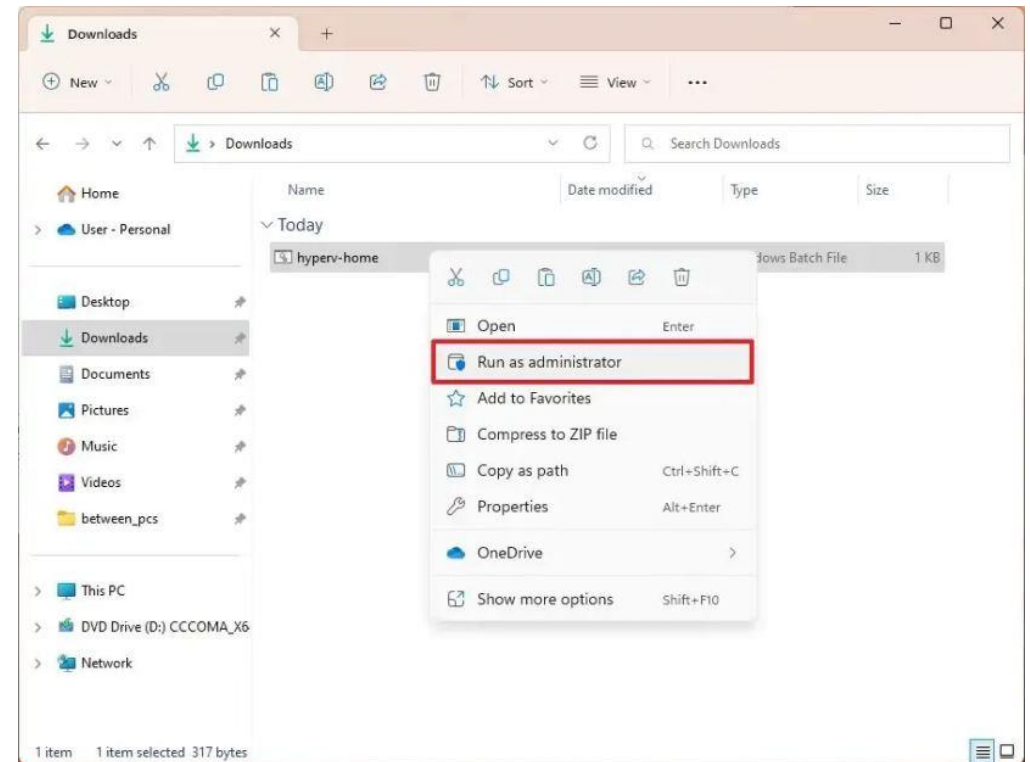 Downloads
New
Sort
View
Downloads
Search Downloads
Home
User - Personal
Desktop
Downloads
Documents
Pictures
Music
Videos
between_pcs
This PC
DVD Drive (D:) CCCOMA_X6
Network
Name Date modified Type Size
Today
hyperv-home dows Batch File 1 KB
Open Enter
Run as administrator
Add to Favorites
Compress to ZIP file
Copy as path Ctrl+Shift+C
Properties Alt+Enter
OneDrive
Show more options Shift+F10
1 item 1 item selected 317 bytes